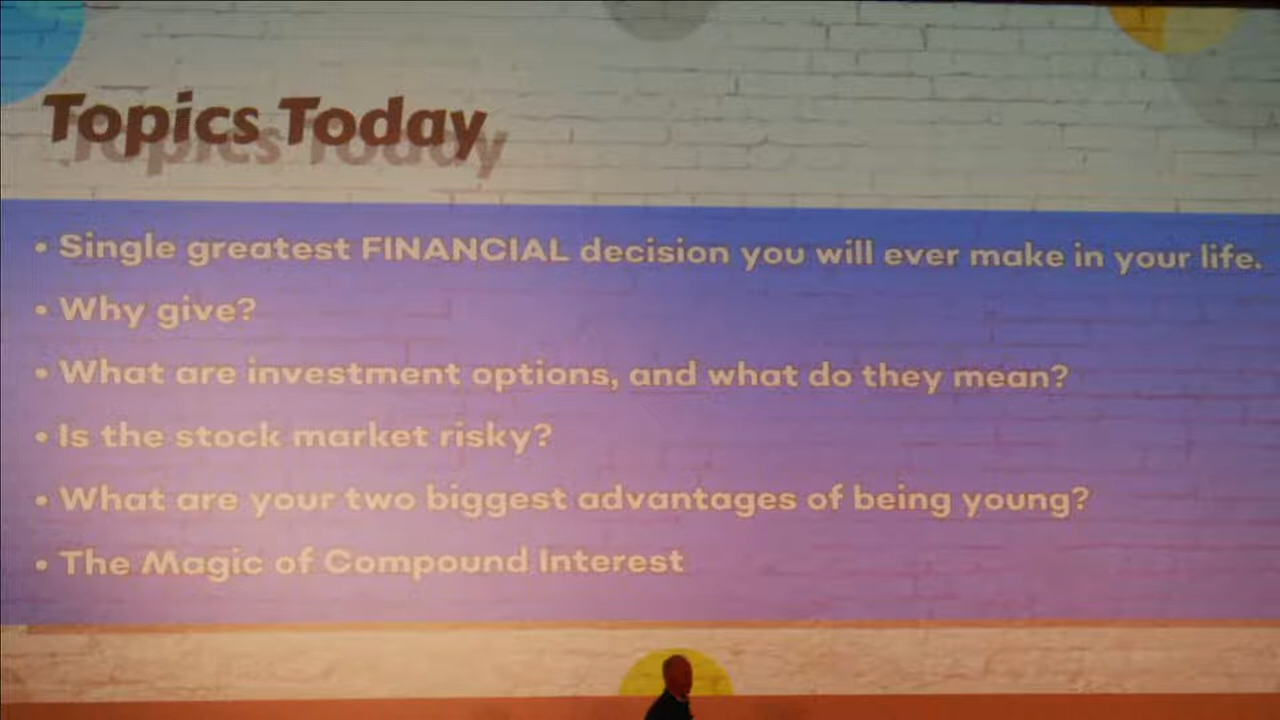 Topics Today
• Single greatest FINANCIAL decision you will ever make in your life.
• Why give?
• What are investment options, and what do they mean?
• Is the stock market risky?
• What are your two biggest advantages of being young?
• The Magic of Compound Interest